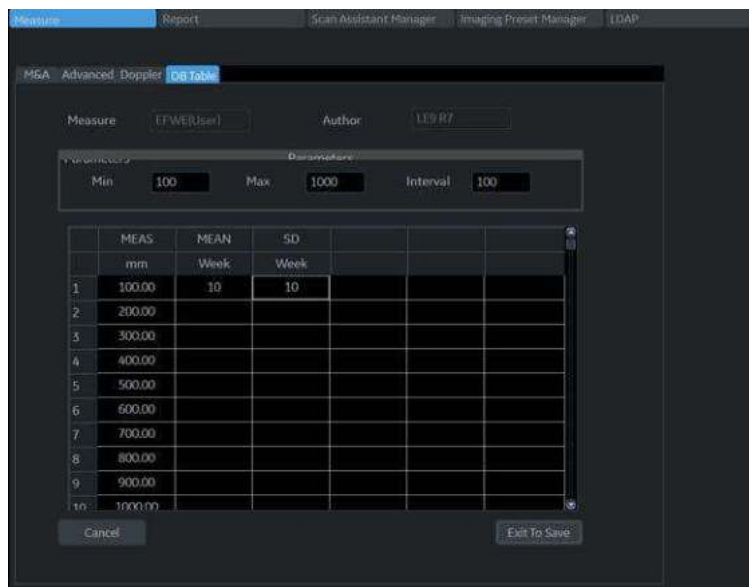 Measure Report Scan Assistant Manager Imaging Preset Manager LDAP
M&A Advanced Doppler OB Table
Measure EFWE(User) Author LE9 R7
Parameters Parameters
Min 100 Max 1000 Interval 100
MEAS MEAN SD
mm Week Week
1 100.00 10 10
2 200.00
3 300.00
4 400.00
5 500.00
6 600.00
7 700.00
8 800.00
9 900.00
10 1000.00
Cancel Exit To Save